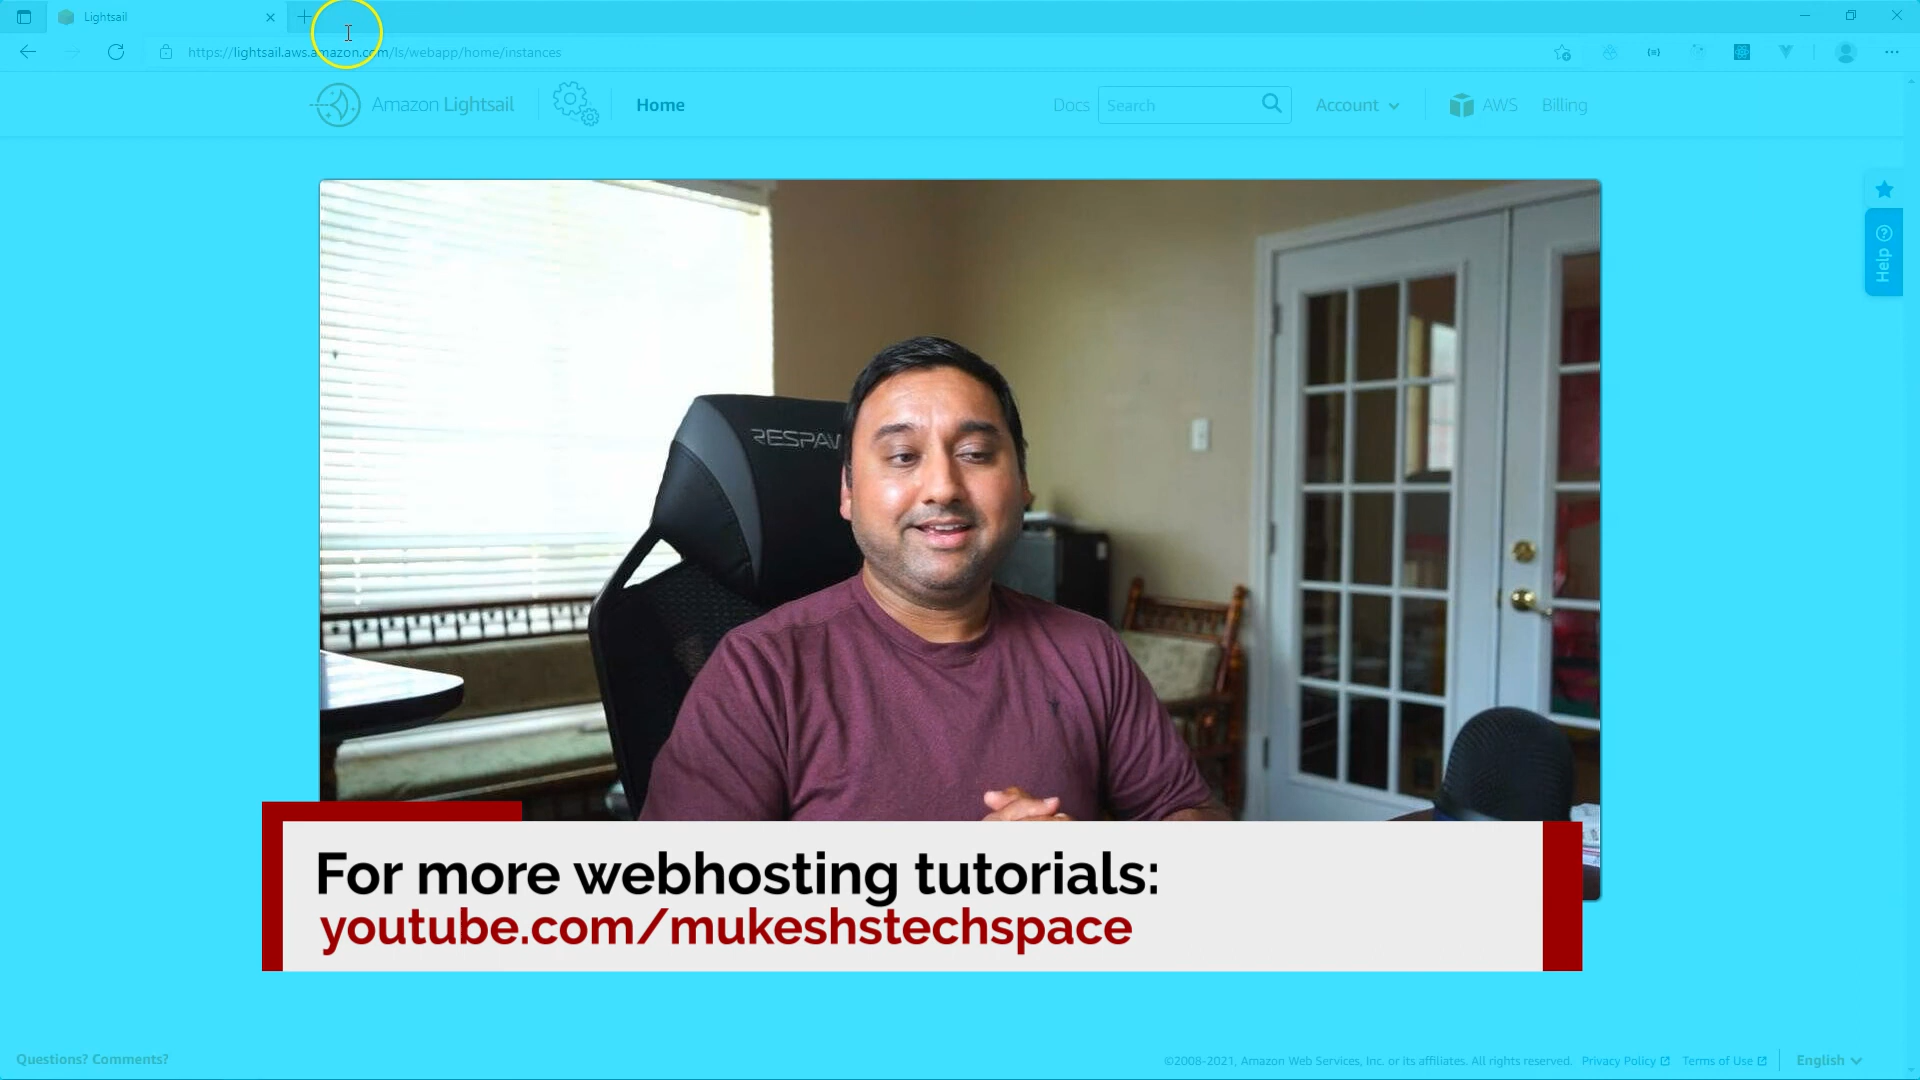 Lightsail
https://lightsail.aws.amazon.com/ls/webapp/home/instances
Amazon Lightsail
Home
Docs
Search
Account
AWS
Billing
Help
RESPAW
For more webhosting tutorials:
youtube.com/mukeshstechspace
Questions? Comments?
©2008-2021, Amazon Web Services, Inc. or its affiliates. All rights reserved.
Privacy Policy
Terms of Use
English